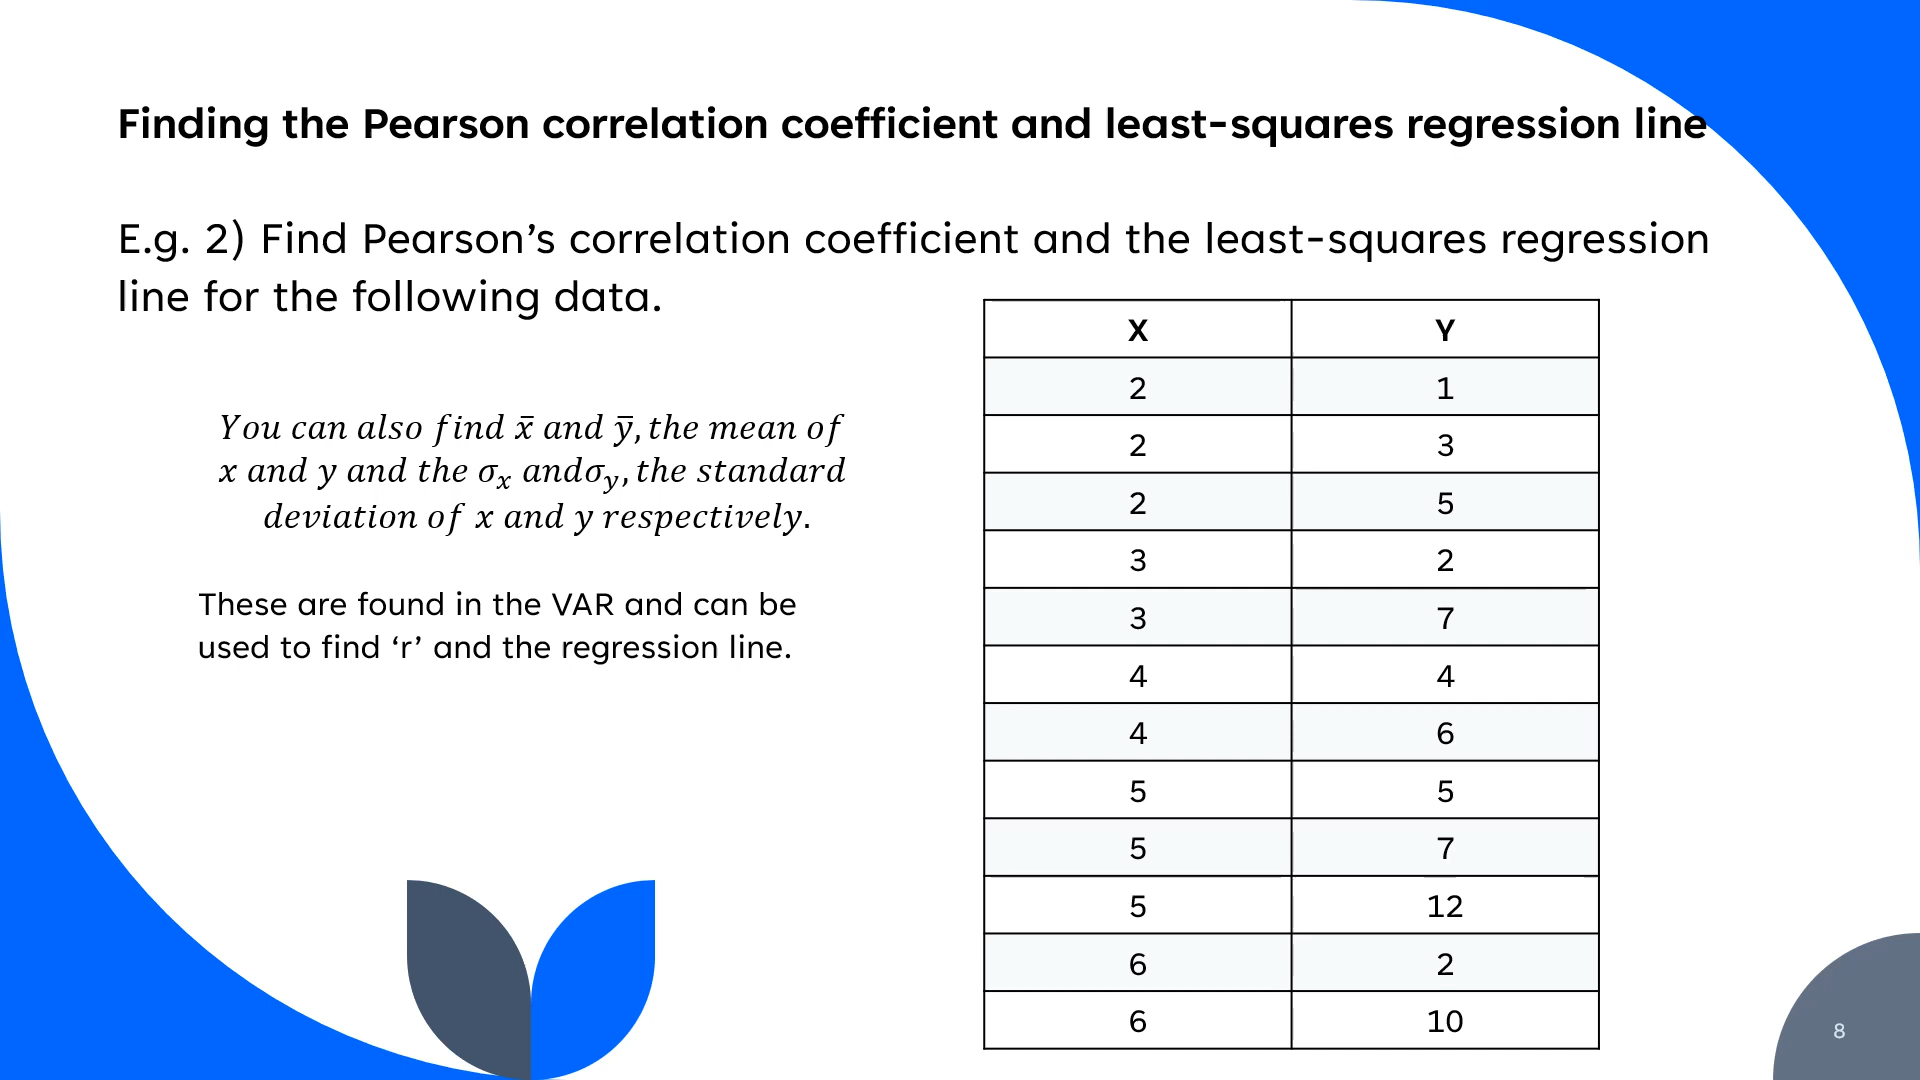 Finding the Pearson correlation coefficient and least-squares regression line
E.g. 2) Find Pearson’s correlation coefficient and the least-squares regression
line for the following data.
You can also find x̄ and ȳ, the mean of
x and y and the σₓ andσᵧ, the standard
deviation of x and y respectively.
These are found in the VAR and can be
used to find ‘r’ and the regression line.
X Y
2 1
2 3
2 5
3 2
3 7
4 4
4 6
5 5
5 7
5 12
6 2
6 10
8